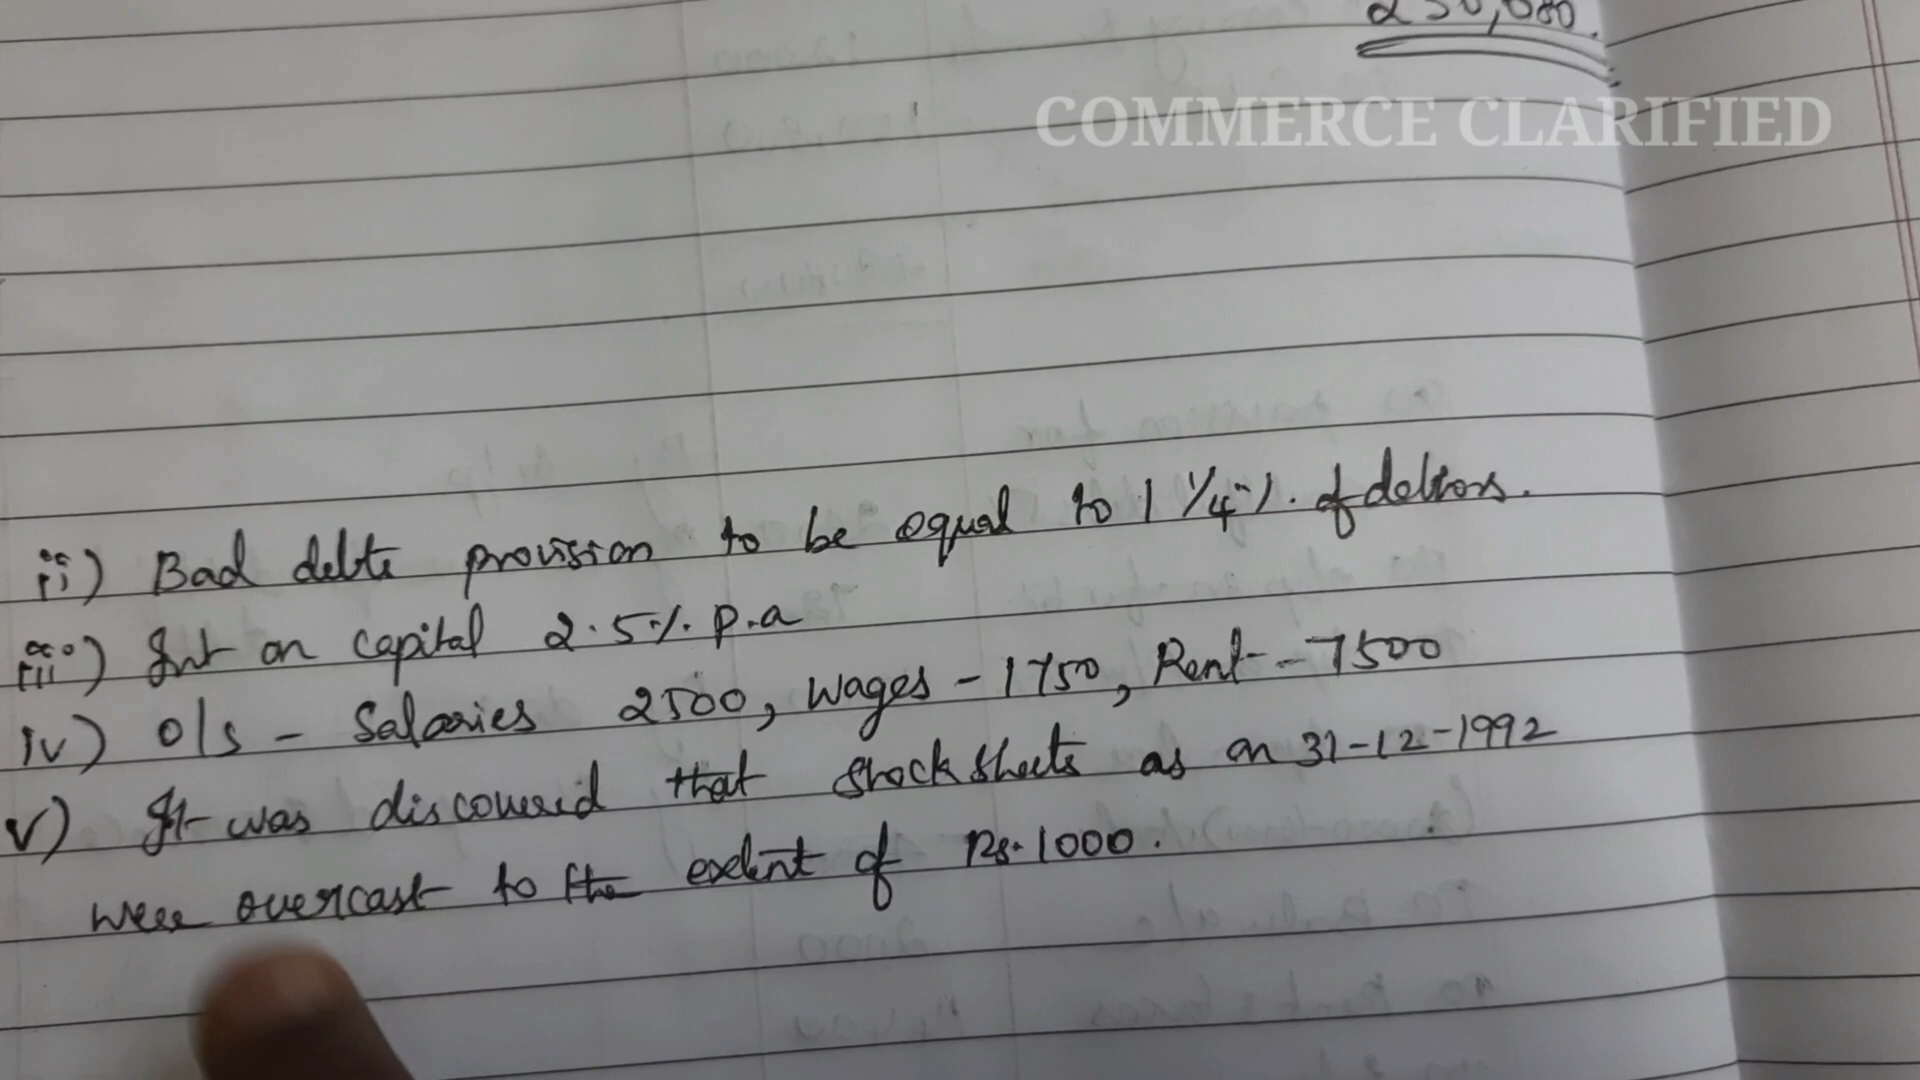 COMMERCE CLARIFIED
ii) Bad debts provision to be equal to 1 1/4 %. of debtors.
iii) Int on capital 2.5%. p.a
iv) o/s - Salaries 2500, wages - 1750, Rent - 7500
v) It was discovered that stock sheets as on 31-12-1992
were overcast to the extent of Rs. 1000.